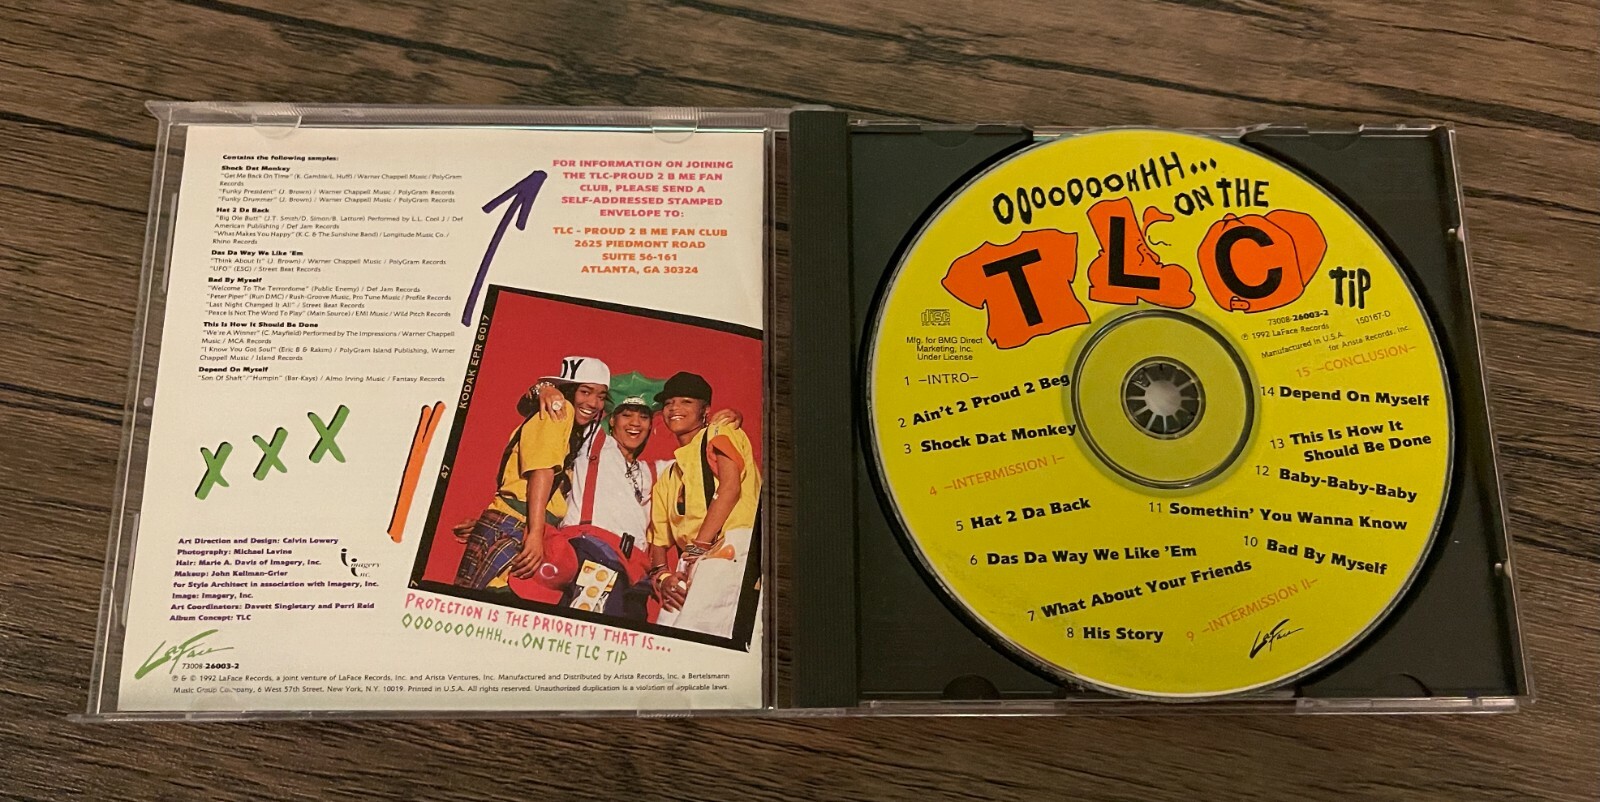 Contains the following samples:
Shock Dat Monkey
"Get Me Back On Time" (K. Gamble/L. Huff) / Warner Chappell Music / PolyGram
Records
"Funky President" (J. Brown) / Warner Chappell Music / PolyGram Records
"Funky Drummer" (J. Brown) / Warner Chappell Music / PolyGram Records
Hat 2 Da Back
"Big Ole Butt" (J.T. Smith/D. Simon/B. Latture) Performed by L.L. Cool J / Def
American Publishing / Def Jam Records
"What Makes You Happy" (K.C. & The Sunshine Band) / Longitude Music Co. /
Rhino Records
Das Da Way We Like 'Em
"Think About It" (J. Brown) / Warner Chappell Music / PolyGram Records
"UFO" (ESG) / Street Beat Records
Bad By Myself
"Welcome To The Terrordome" (Public Enemy) / Def Jam Records
"Peter Piper" (Run DMC) / Rush-Groove Music, Pro Tune Music / Profile Records
"Last Night Changed It All" / Street Beat Records
"Peace Is Not The Word To Play" (Main Source) / EMI Music / Wild Pitch Records
This Is How It Should Be Done
"We're A Winner" (C. Mayfield) Performed by The Impressions / Warner Chappell
Music / MCA Records
"I Know You Got Soul" (Eric B & Rakim) / PolyGram Island Publishing, Warner
Chappell Music / Island Records
Depend On Myself
"Son Of Shaft"/"Humpin" (Bar-Kays) / Almo Irving Music / Fantasy Records
FOR INFORMATION ON JOINING
THE TLC-PROUD 2 B ME FAN
CLUB, PLEASE SEND A
SELF-ADDRESSED STAMPED
ENVELOPE TO:
TLC - PROUD 2 B ME FAN CLUB
2625 PIEDMONT ROAD
SUITE 56-161
ATLANTA, GA 30324
KODAK EPR 6017
47
XXX
Art Direction and Design: Calvin Lowery
Photography: Michael Lavine
Hair: Marie A. Davis of Imagery, Inc.
Makeup: John Kellman-Grier
for Style Architect in association with Imagery, Inc.
Image: Imagery, Inc.
Art Coordinators: Davett Singletary and Perri Reid
Album Concept: TLC
imagery
inc.
PROTECTION IS THE PRIORITY THAT IS...
OOOOOOOHHH...ON THE TLC TIP
LaFace
73008-26003-2
℗ & © 1992 LaFace Records, a joint venture of LaFace Records, Inc. and Arista Ventures, Inc. Manufactured and Distributed by Arista Records, Inc., a Bertelsmann
Music Group Company, 6 West 57th Street, New York, N.Y. 10019. Printed in U.S.A. All rights reserved. Unauthorized duplication is a violation of applicable laws.
OOOOOOOHHH...
ON THE
TLC
TIP
disc
Mfg. for BMG Direct
Marketing, Inc.
Under License
73008-26003-2
℗ 1992 LaFace Records 150167-D
Manufactured in U.S.A.
for Arista Records, Inc.
1 –INTRO–
2 Ain't 2 Proud 2 Beg
3 Shock Dat Monkey
4 –INTERMISSION I–
5 Hat 2 Da Back
6 Das Da Way We Like 'Em
7 What About Your Friends
8 His Story
9 –INTERMISSION II–
10 Bad By Myself
11 Somethin' You Wanna Know
12 Baby-Baby-Baby
13 This Is How It
Should Be Done
14 Depend On Myself
15 –CONCLUSION–
LaFace